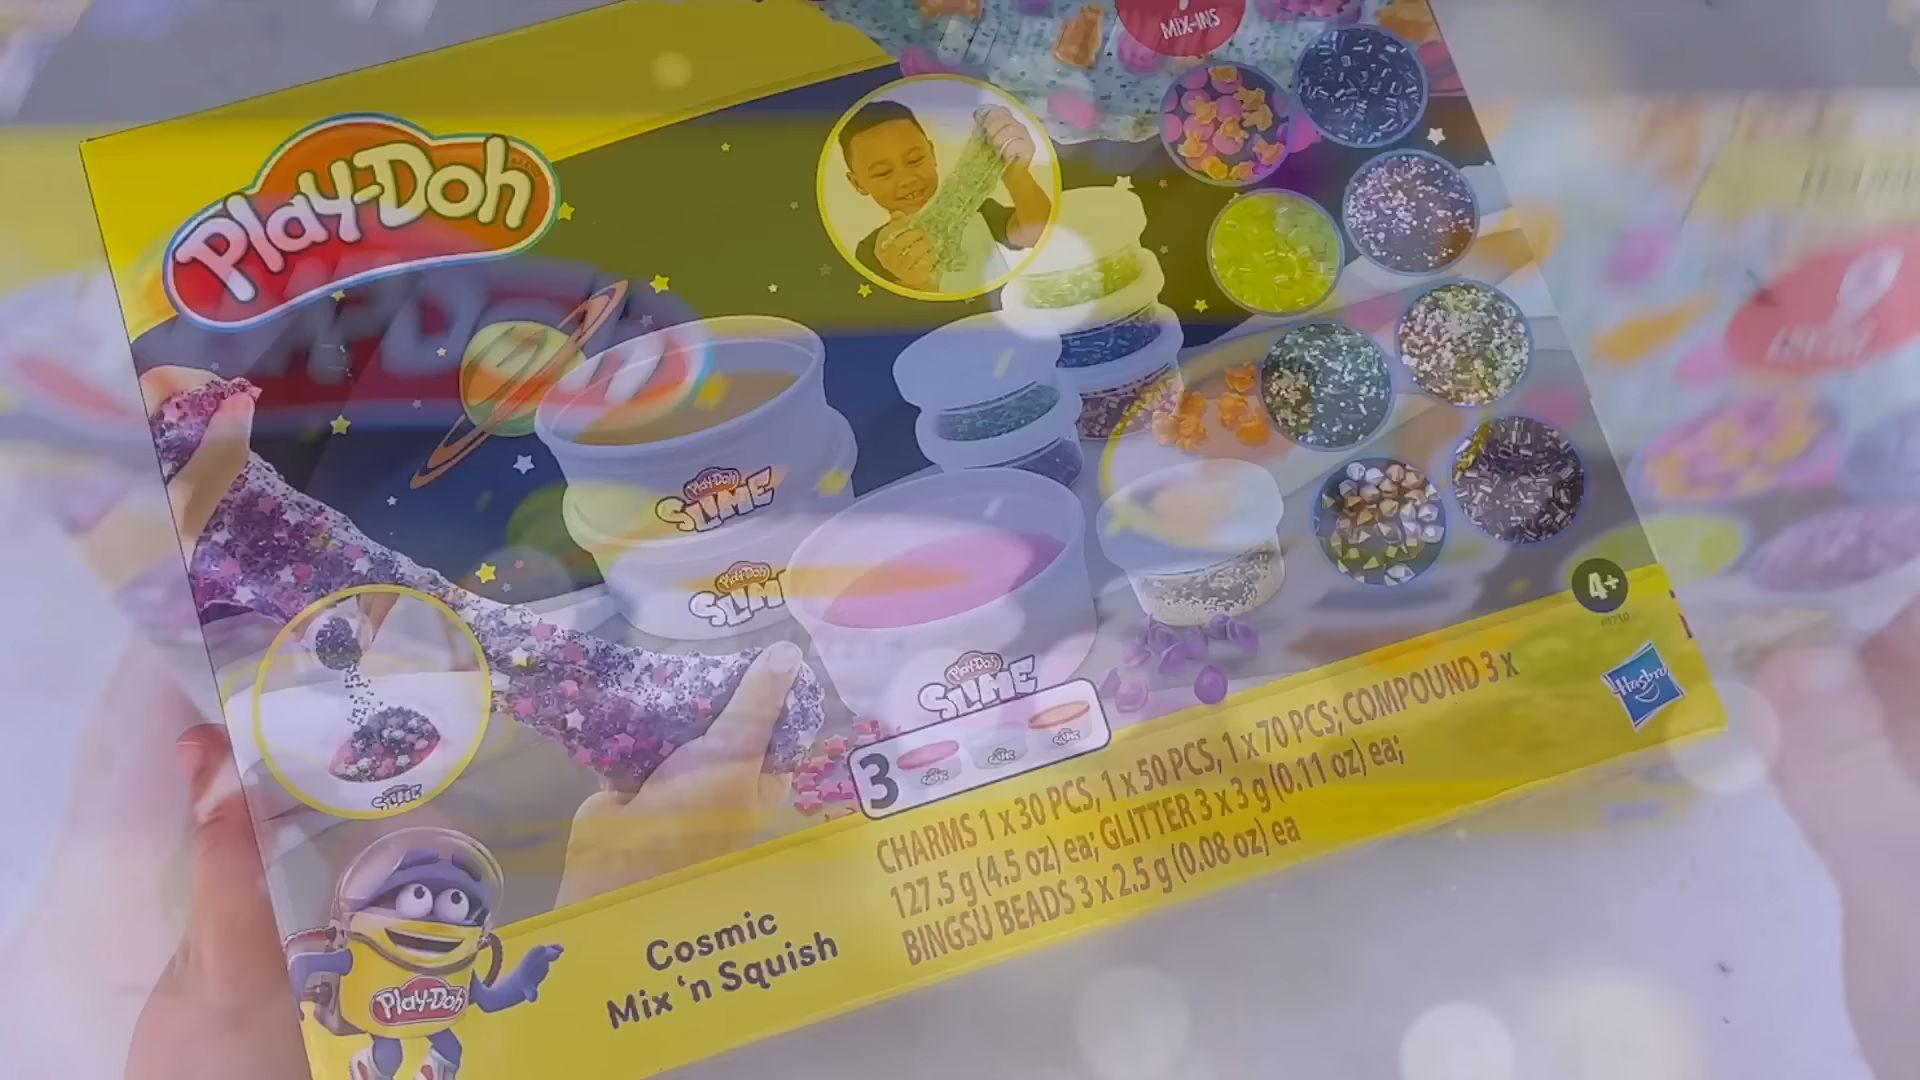 MIX-INS
Play-Doh
Play-Doh
SLIME
Play-Doh
SLIM
Play-Doh
SLIME
SLIME
3
4+
Hasbro
CHARMS 1 x 30 PCS, 1 x 50 PCS, 1 x 70 PCS; COMPOUND 3 x
127.5 g (4.5 oz) ea; GLITTER 3 x 3 g (0.11 oz) ea;
BINGSU BEADS 3 x 2.5 g (0.08 oz) ea
Cosmic
Mix 'n Squish
Play-Doh